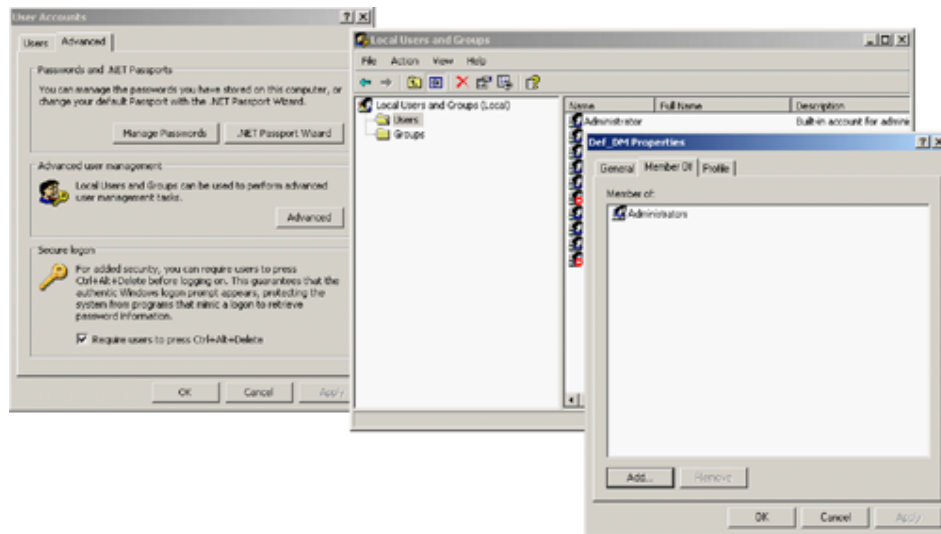 User Accounts
Users Advanced
Passwords and .NET Passports
You can manage the passwords you have stored on this computer, or
change your default Passport with the .NET Passport Wizard.
Manage Passwords .NET Passport Wizard
Advanced user management
Local Users and Groups can be used to perform advanced
user management tasks.
Advanced
Secure logon
For added security, you can require users to press
Ctrl+Alt+Delete before logging on. This guarantees that the
authentic Windows logon prompt appears, protecting the
system from programs that mimic a logon to retrieve
password information.
Require users to press Ctrl+Alt+Delete
OK Cancel Apply
Local Users and Groups
File Action View Help
Local Users and Groups (Local)
Users
Groups
Name Full Name Description
Administrator Built-in account for admin
Def_DM Properties
General Member Of Profile
Member of:
Administrators
Add... Remove
OK Cancel Apply